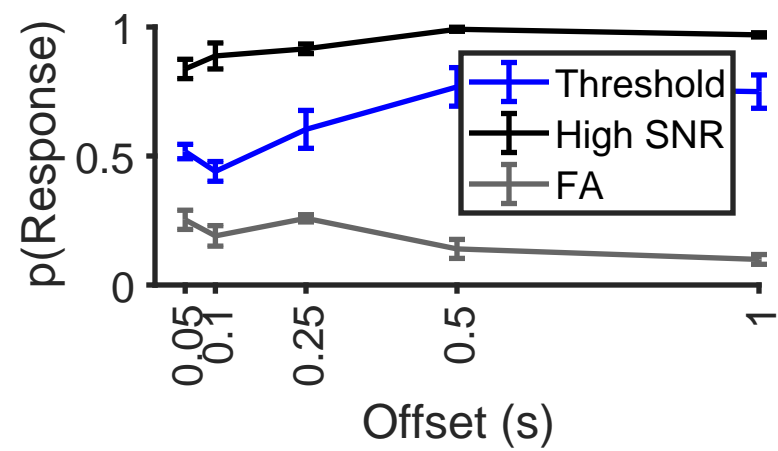 p(Response)
1
0.5
0
Threshold
High SNR
FA
0.05
0.1
0.25
0.5
1
Offset (s)